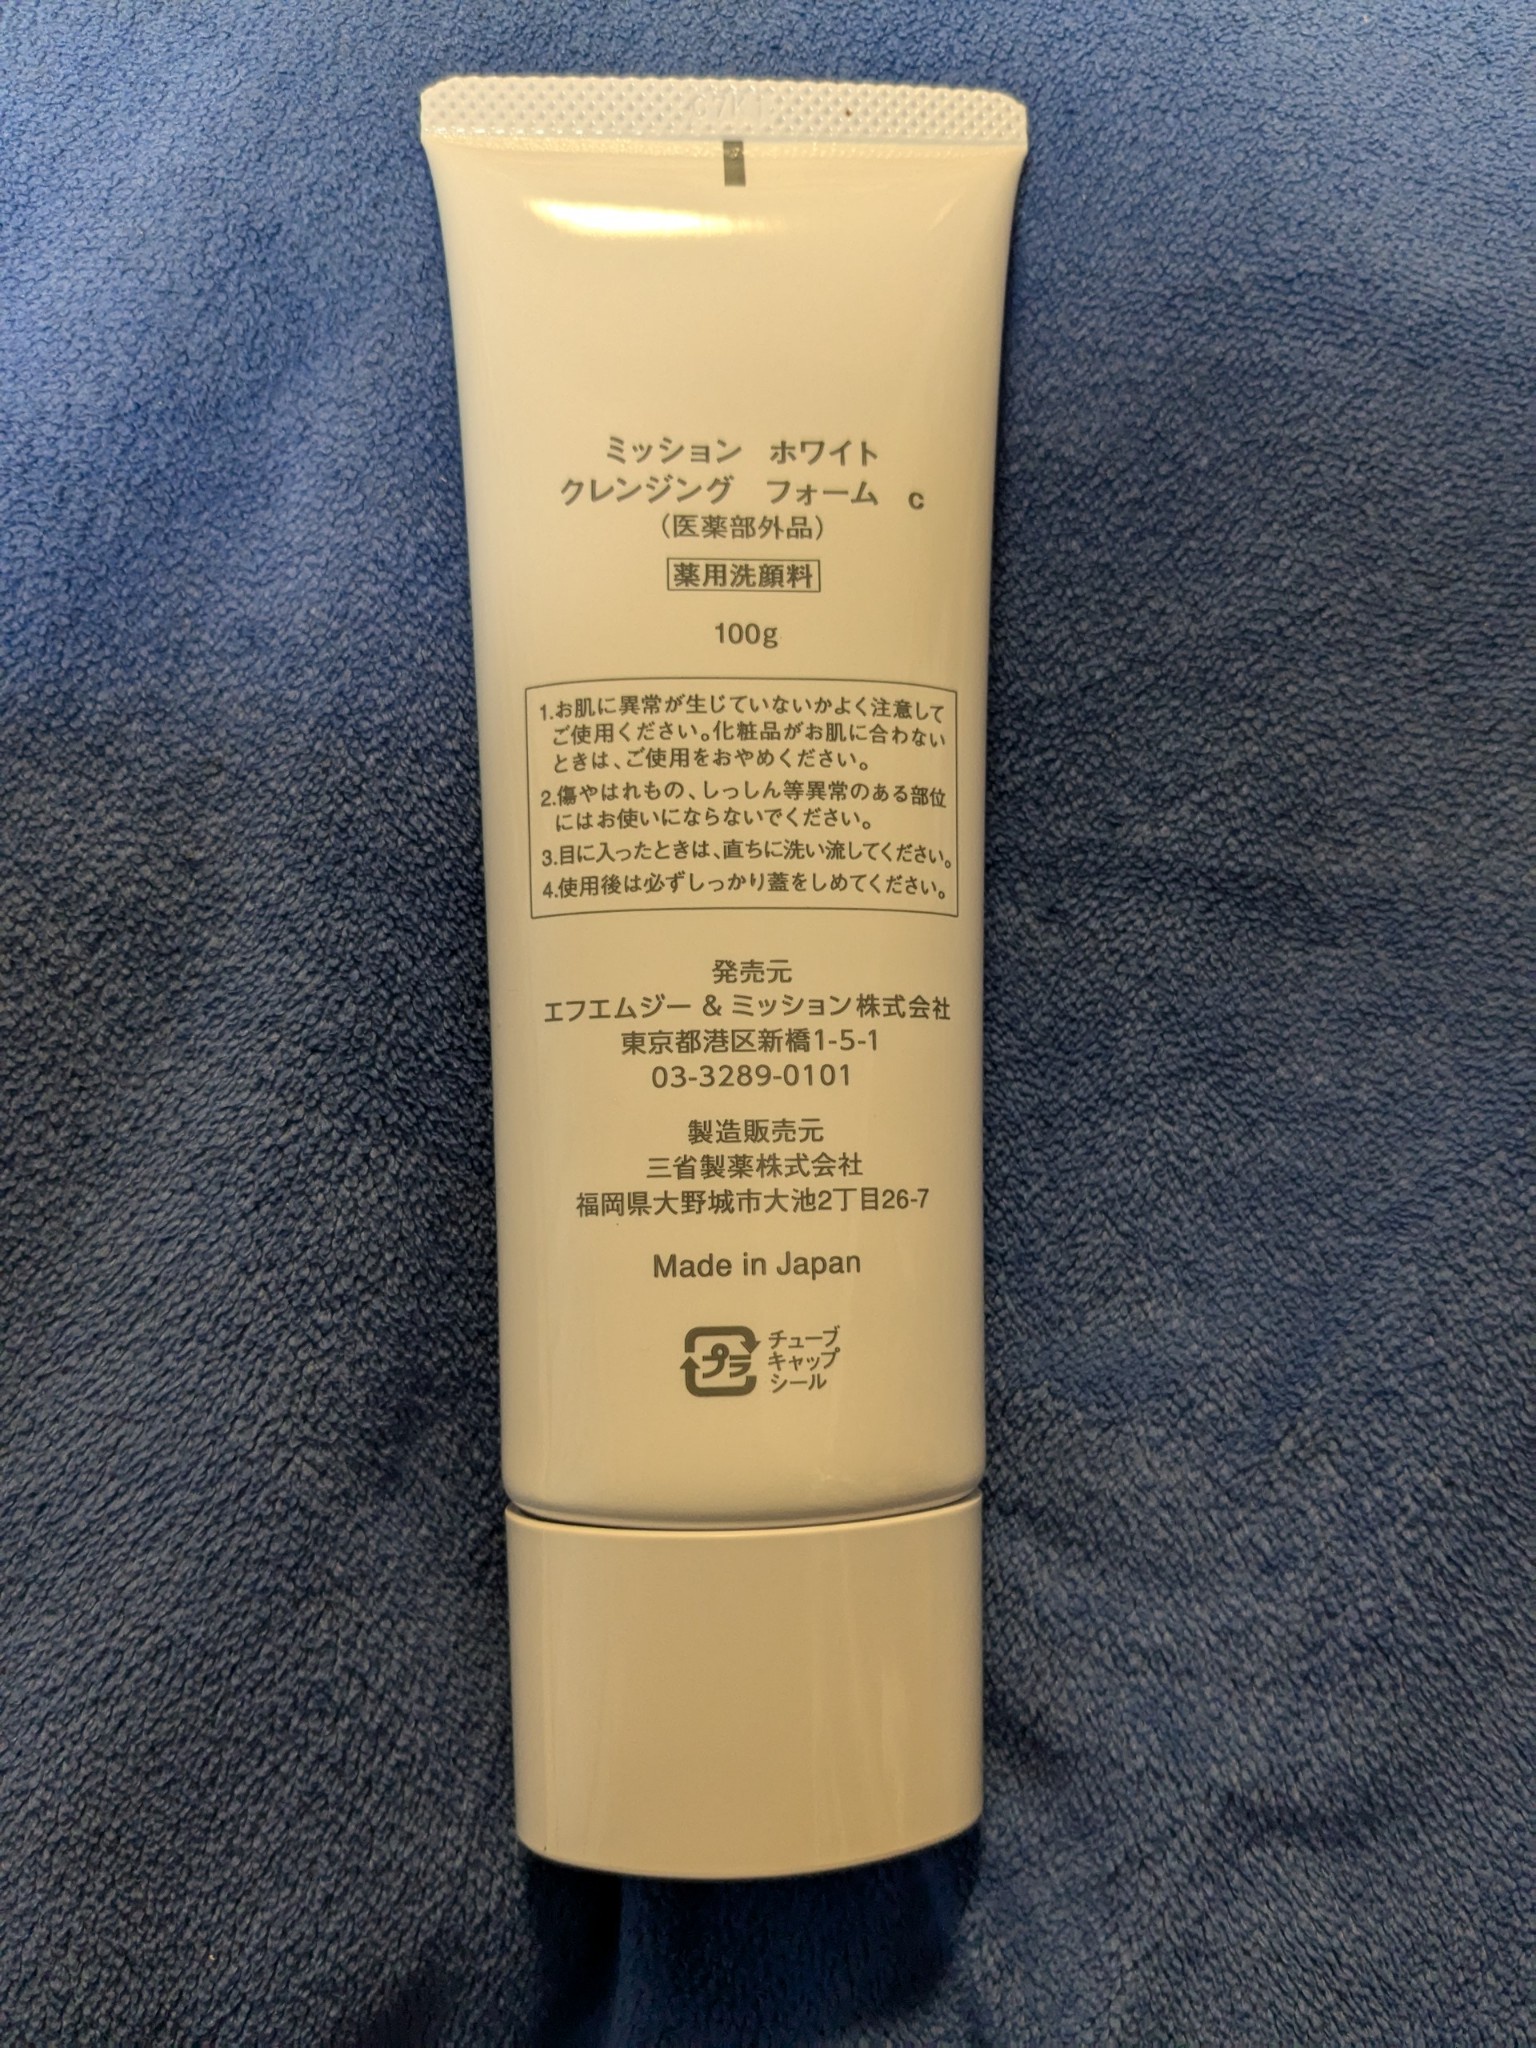 ミッション ホワイト
クレンジング フォーム c
（医薬部外品）
薬用洗顔料
100g
1.お肌に異常が生じていないかよく注意して
ご使用ください。化粧品がお肌に合わない
ときは、ご使用をおやめください。
2.傷やはれもの、しっしん等異常のある部位
にはお使いにならないでください。
3.目に入ったときは、直ちに洗い流してください。
4.使用後は必ずしっかり蓋をしめてください。
発売元
エフエムジー & ミッション株式会社
東京都港区新橋1-5-1
03-3289-0101
製造販売元
三省製薬株式会社
福岡県大野城市大池2丁目26-7
Made in Japan
プラ
チューブ
キャップ
シール